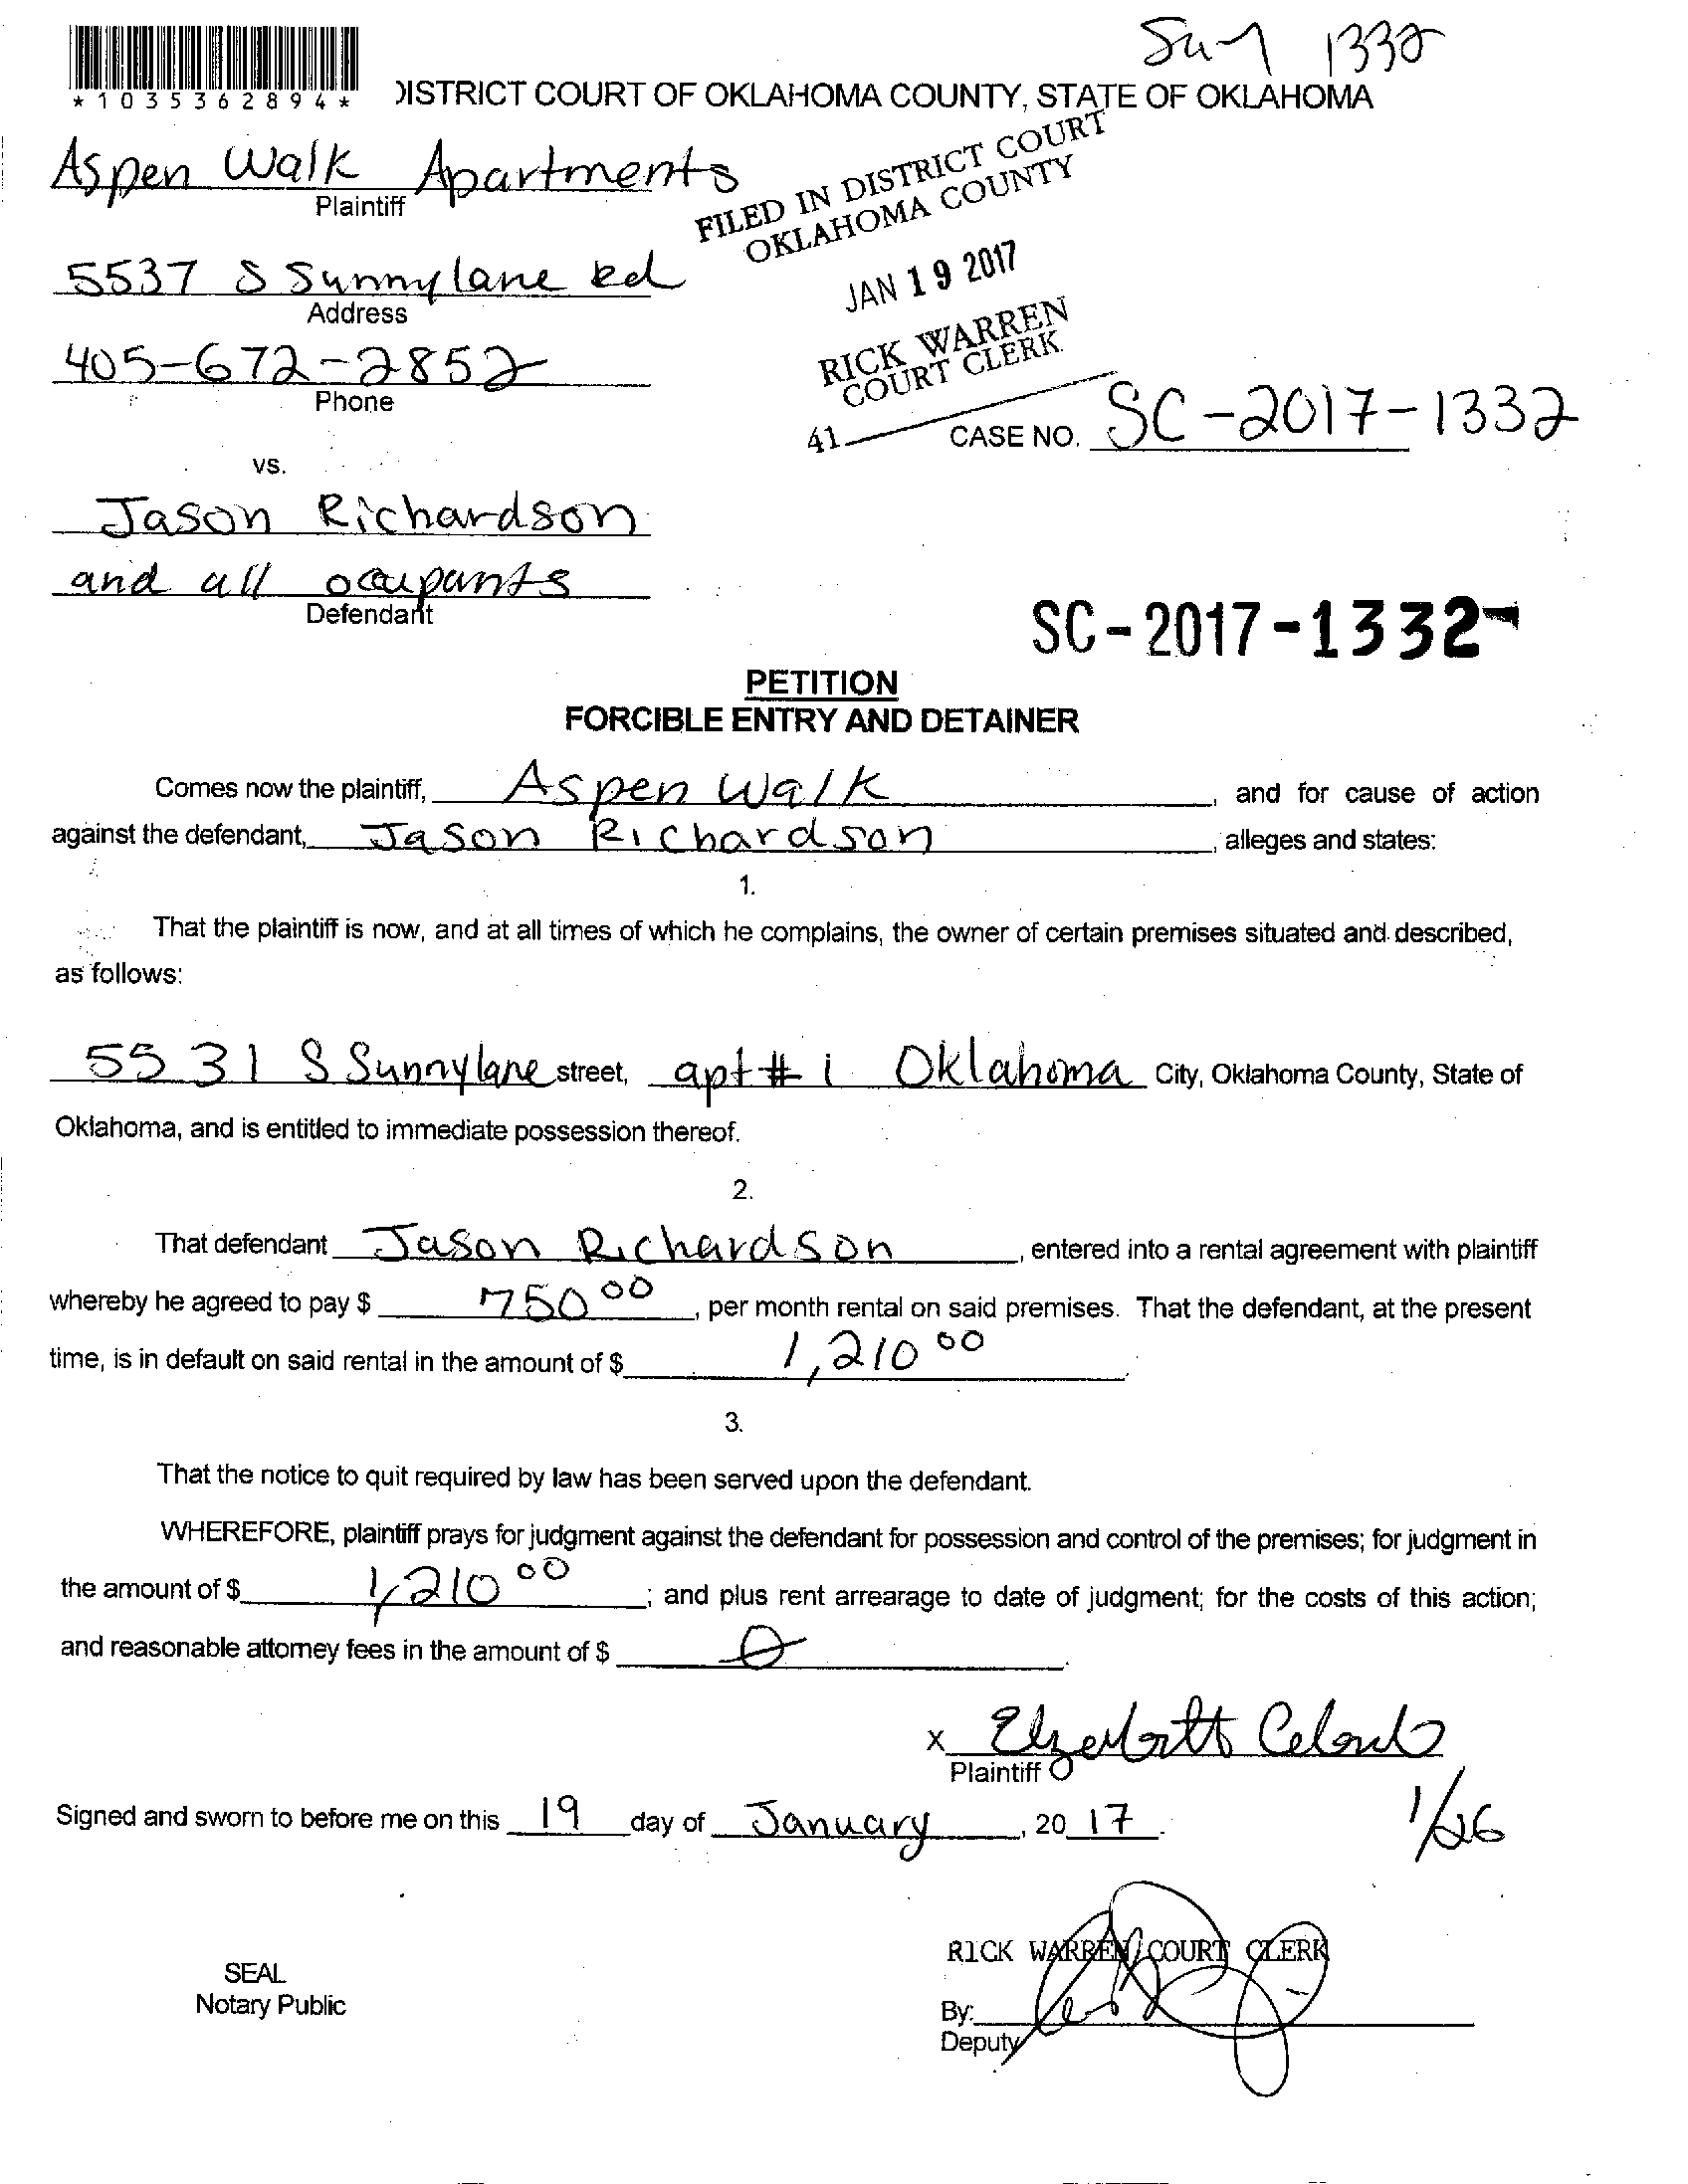 1332
*1035362894*
DISTRICT COURT OF OKLAHOMA COUNTY, STATE OF OKLAHOMA
Aspen Walk Apartments
Plaintiff
FILED IN DISTRICT COURT
OKLAHOMA COUNTY
5537 S Sunnylane Rd
Address
JAN 19 2017
405-672-2852
Phone
RICK WARREN
COURT CLERK
41
CASE NO. SC-2017-1332
vs.
Jason Richardson
and all occupants
Defendant
SC-2017-1332
PETITION
FORCIBLE ENTRY AND DETAINER
Comes now the plaintiff, Aspen Walk, and for cause of action
against the defendant, Jason Richardson, alleges and states:
1.
That the plaintiff is now, and at all times of which he complains, the owner of certain premises situated and described,
as follows:
5531 S Sunnylane street, apt # 1 Oklahoma City, Oklahoma County, State of
Oklahoma, and is entitled to immediate possession thereof.
2.
That defendant Jason Richardson, entered into a rental agreement with plaintiff
whereby he agreed to pay $ 750 00, per month rental on said premises. That the defendant, at the present
time, is in default on said rental in the amount of $ 1,210 00.
3.
That the notice to quit required by law has been served upon the defendant.
WHEREFORE, plaintiff prays for judgment against the defendant for possession and control of the premises; for judgment in
the amount of $ 1,210 00; and plus rent arrearage to date of judgment; for the costs of this action;
and reasonable attorney fees in the amount of $ 0.
x
Plaintiff
1/26
Signed and sworn to before me on this 19 day of January, 2017.
RICK WARREN, COURT CLERK
SEAL
Notary Public
By:
Deputy